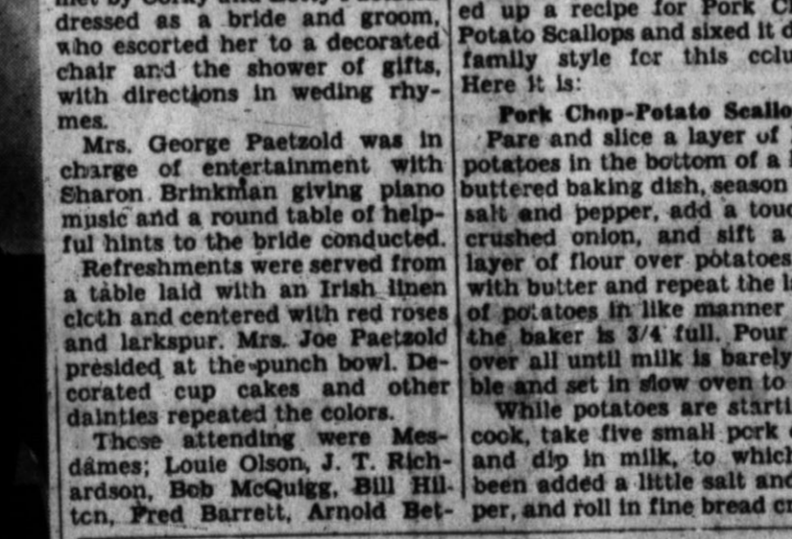 dressed as a bride and groom,
who escorted her to a decorated
chair and the shower of gifts,
with directions in weding rhy-
mes.
Mrs. George Paetzold was in
charge of entertainment with
Sharon Brinkman giving piano
music and a round table of help-
ful hints to the bride conducted.
Refreshments were served from
a table laid with an Irish linen
cloth and centered with red roses
and larkspur. Mrs. Joe Paetzold
presided at the punch bowl. De-
corated cup cakes and other
dainties repeated the colors.
Those attending were Mes-
dames; Louie Olson, J. T. Rich-
ardson, Bob McQuigg, Bill Hil-
ton, Fred Barrett, Arnold Bet-
ed up a recipe for Pork
Potato Scallops and sixed it
family style for this
Here it is:
Pork Chop-Potato
Pare and slice a layer of
potatoes in the bottom of a
buttered baking dish, season
salt and pepper, add a
crushed onion, and sift a
layer of flour over potatoes
with butter and repeat the
of potatoes in like manner
the baker is 3/4 full. Pour
over all until milk is barely
ble and set in slow oven to
While potatoes are
cook, take five small pork
and dip in milk, to which
been added a little salt and
per, and roll in fine bread